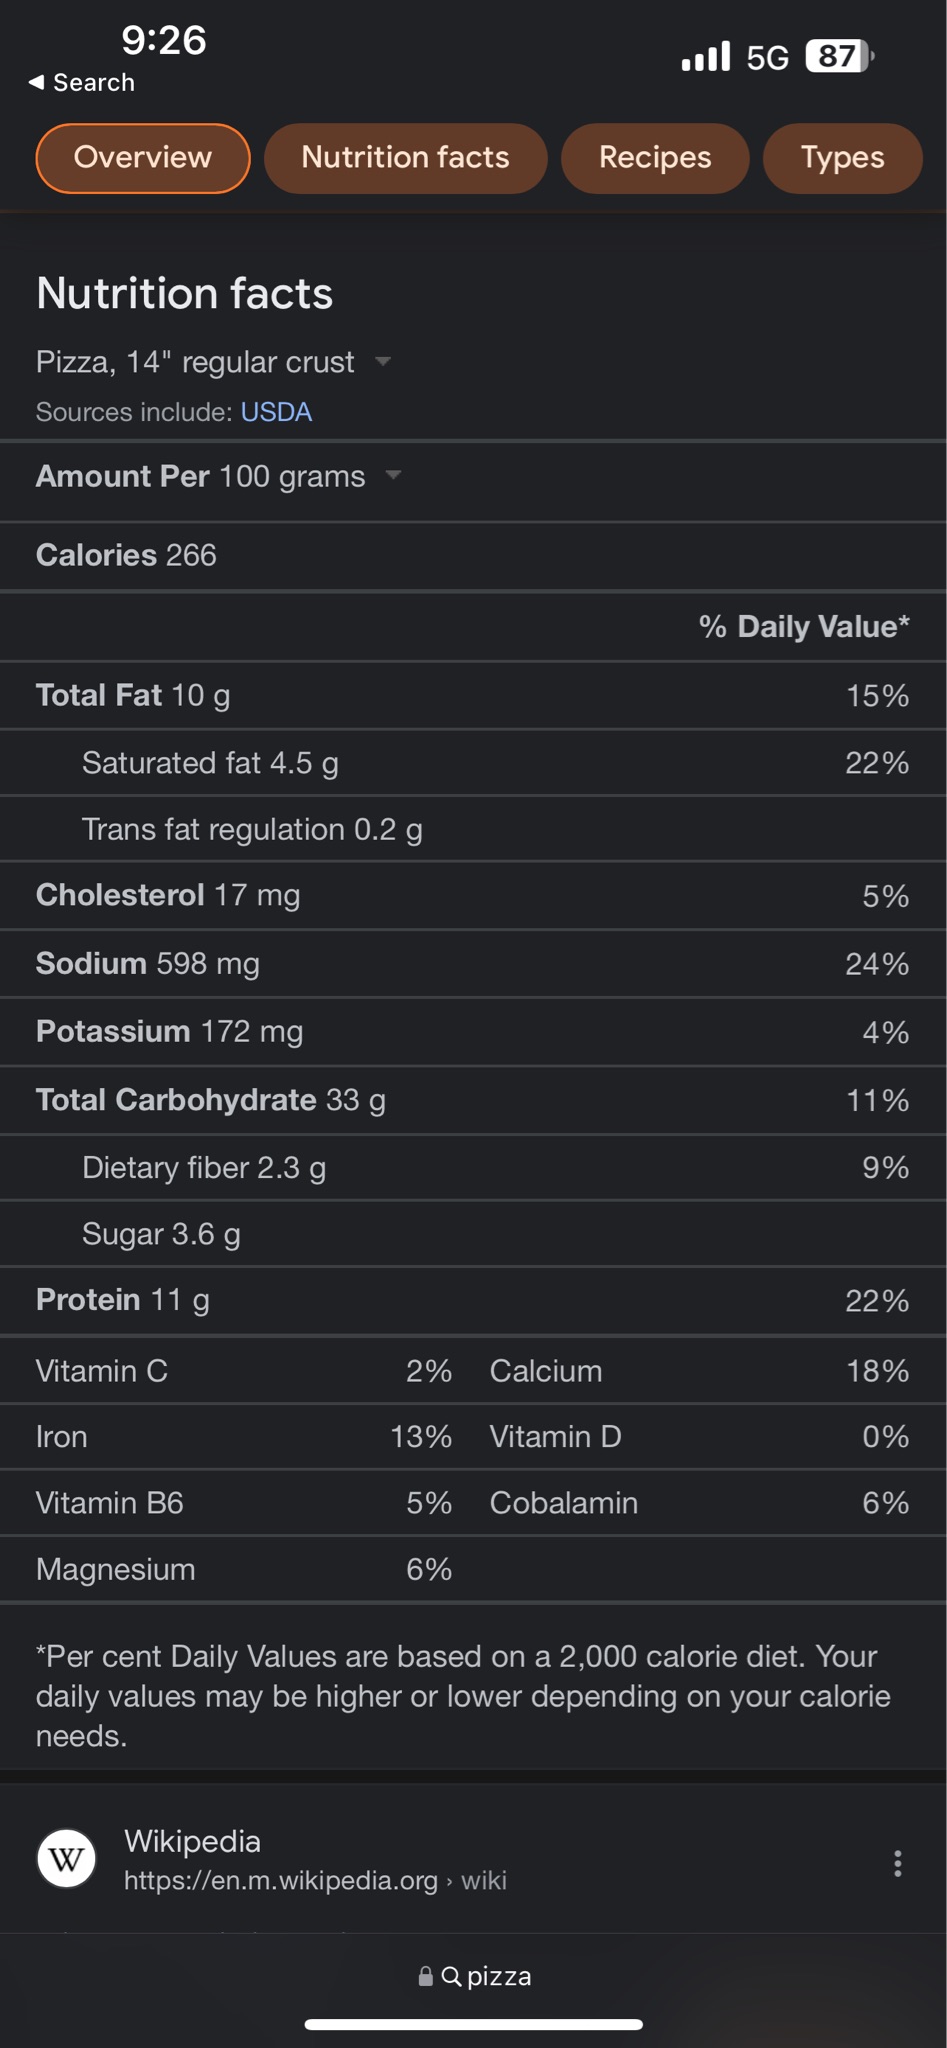 9:26
5G 87
◀ Search
Overview Nutrition facts Recipes Types
Nutrition facts
Pizza, 14" regular crust
Sources include: USDA
Amount Per 100 grams
Calories 266
% Daily Value*
Total Fat 10 g 15%
Saturated fat 4.5 g 22%
Trans fat regulation 0.2 g
Cholesterol 17 mg 5%
Sodium 598 mg 24%
Potassium 172 mg 4%
Total Carbohydrate 33 g 11%
Dietary fiber 2.3 g 9%
Sugar 3.6 g
Protein 11 g 22%
Vitamin C 2% Calcium 18%
Iron 13% Vitamin D 0%
Vitamin B6 5% Cobalamin 6%
Magnesium 6%
*Per cent Daily Values are based on a 2,000 calorie diet. Your
daily values may be higher or lower depending on your calorie
needs.
W Wikipedia
https://en.m.wikipedia.org › wiki
pizza